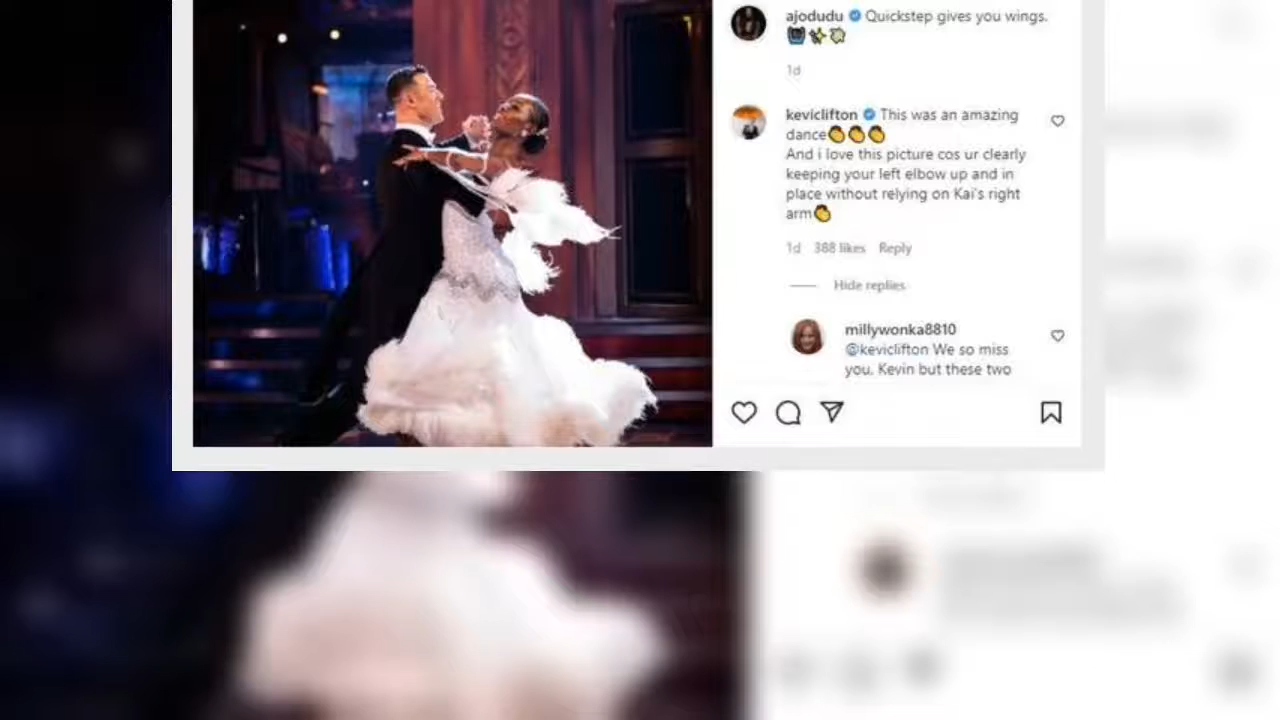 ajodudu Quickstep gives you wings.
1d
keviclifton This was an amazing
dance👏👏👏
And i love this picture cos ur clearly
keeping your left elbow up and in
place without relying on Kai's right
arm👏
1d 388 likes Reply
Hide replies
millywonka8810
@keviclifton We so miss
you. Kevin but these two